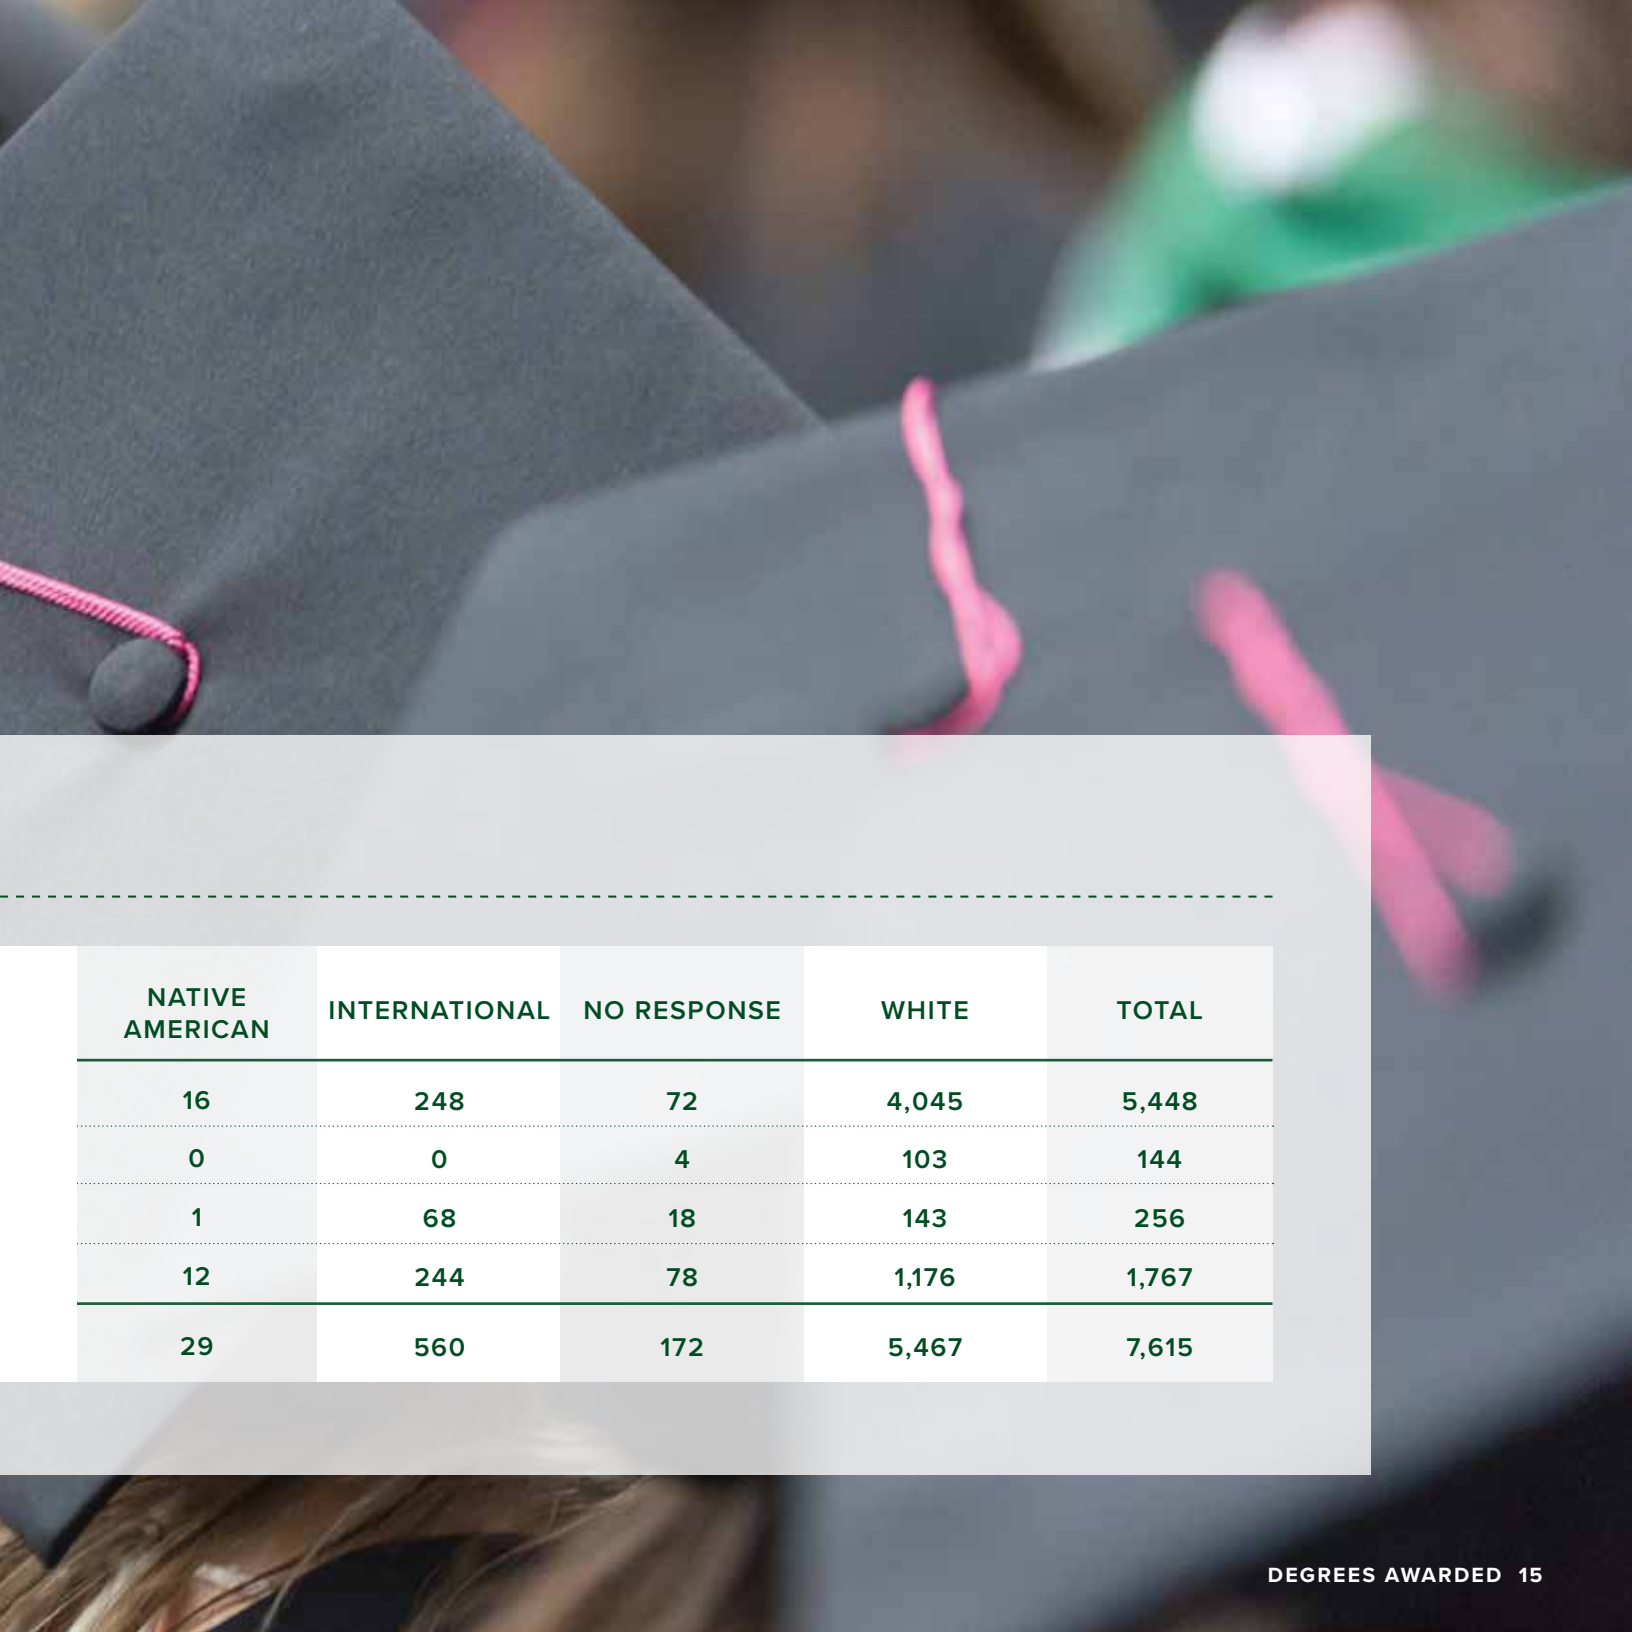 NATIVE AMERICAN INTERNATIONAL NO RESPONSE WHITE TOTAL
16 248 72 4,045 5,448
0 0 4 103 144
1 68 18 143 256
12 244 78 1,176 1,767
29 560 172 5,467 7,615
DEGREES AWARDED 15